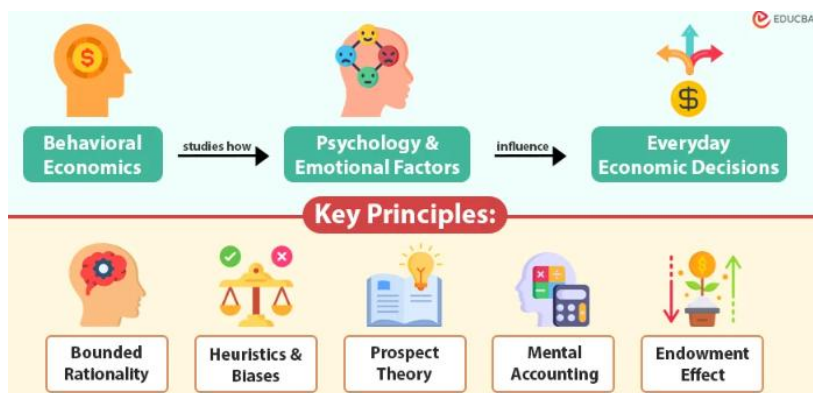 EDUCBA
Behavioral
Economics
studies how
Psychology &
Emotional Factors
influence
Everyday
Economic Decisions
Key Principles:
Bounded
Rationality
Heuristics &
Biases
Prospect
Theory
Mental
Accounting
Endowment
Effect